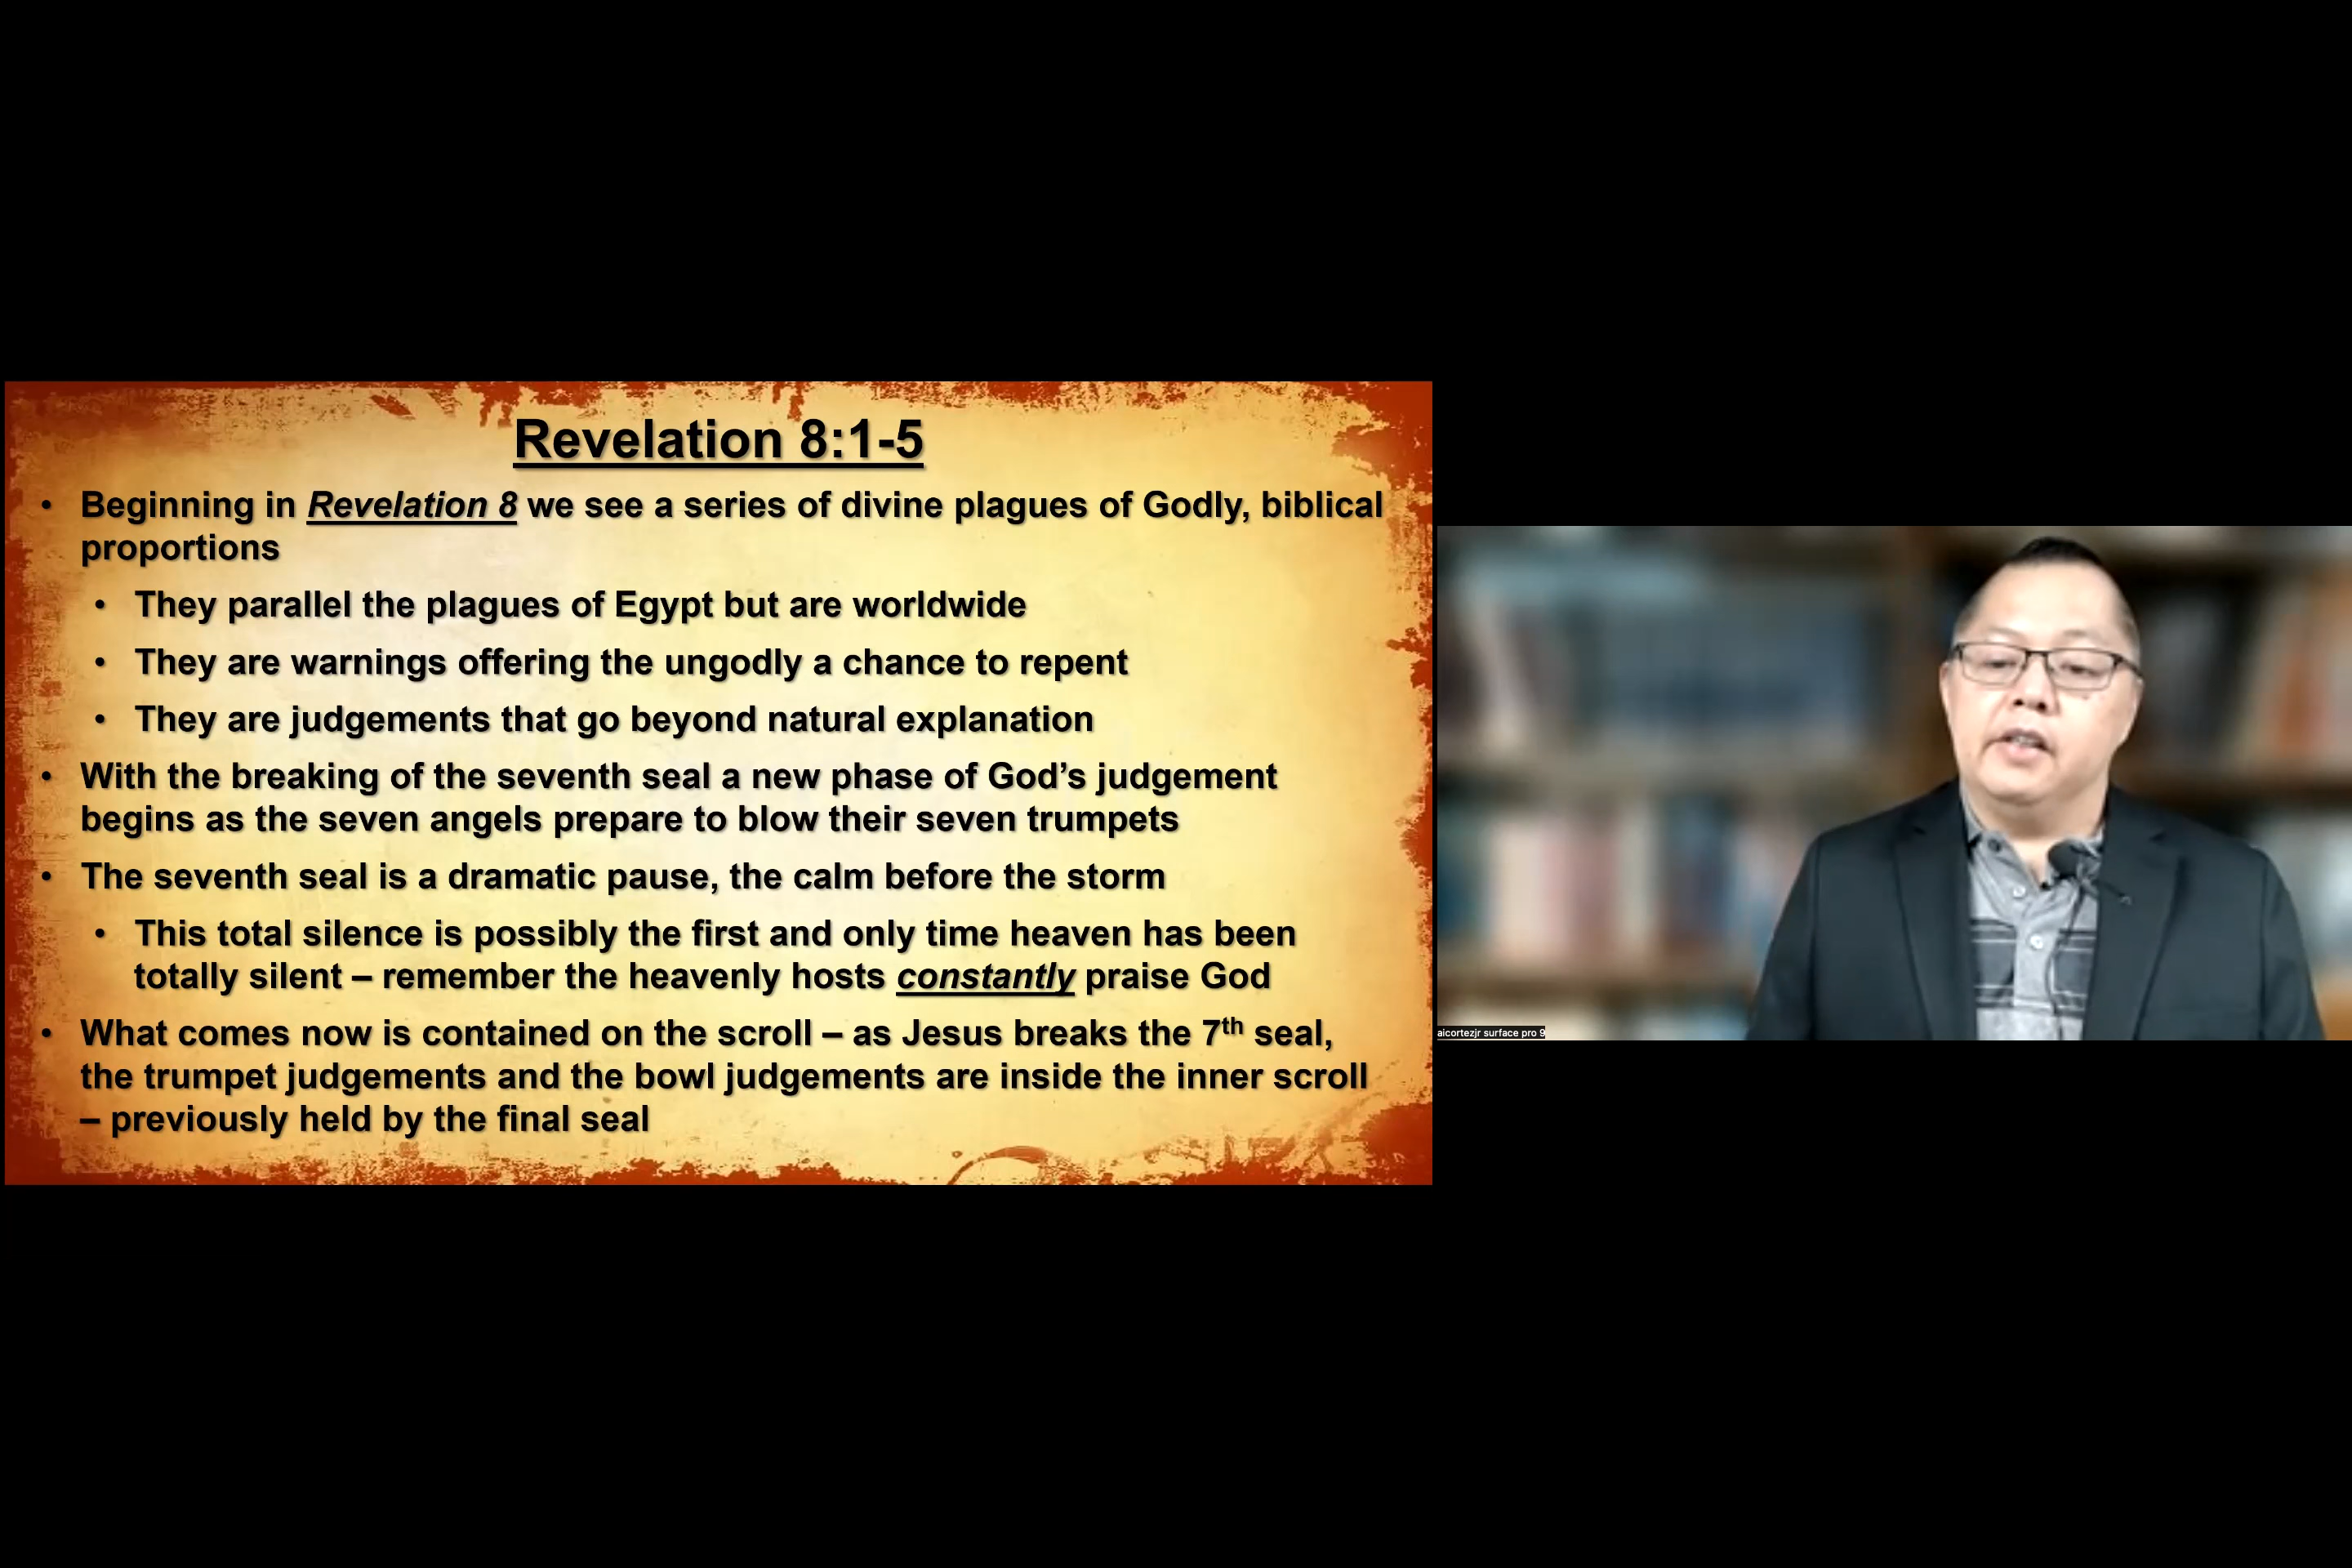 Revelation 8:1-5
• Beginning in Revelation 8 we see a series of divine plagues of Godly, biblical
proportions
• They parallel the plagues of Egypt but are worldwide
• They are warnings offering the ungodly a chance to repent
• They are judgements that go beyond natural explanation
• With the breaking of the seventh seal a new phase of God’s judgement
begins as the seven angels prepare to blow their seven trumpets
• The seventh seal is a dramatic pause, the calm before the storm
• This total silence is possibly the first and only time heaven has been
totally silent – remember the heavenly hosts constantly praise God
• What comes now is contained on the scroll – as Jesus breaks the 7th seal,
the trumpet judgements and the bowl judgements are inside the inner scroll
– previously held by the final seal
aicortezjr surface pro 9